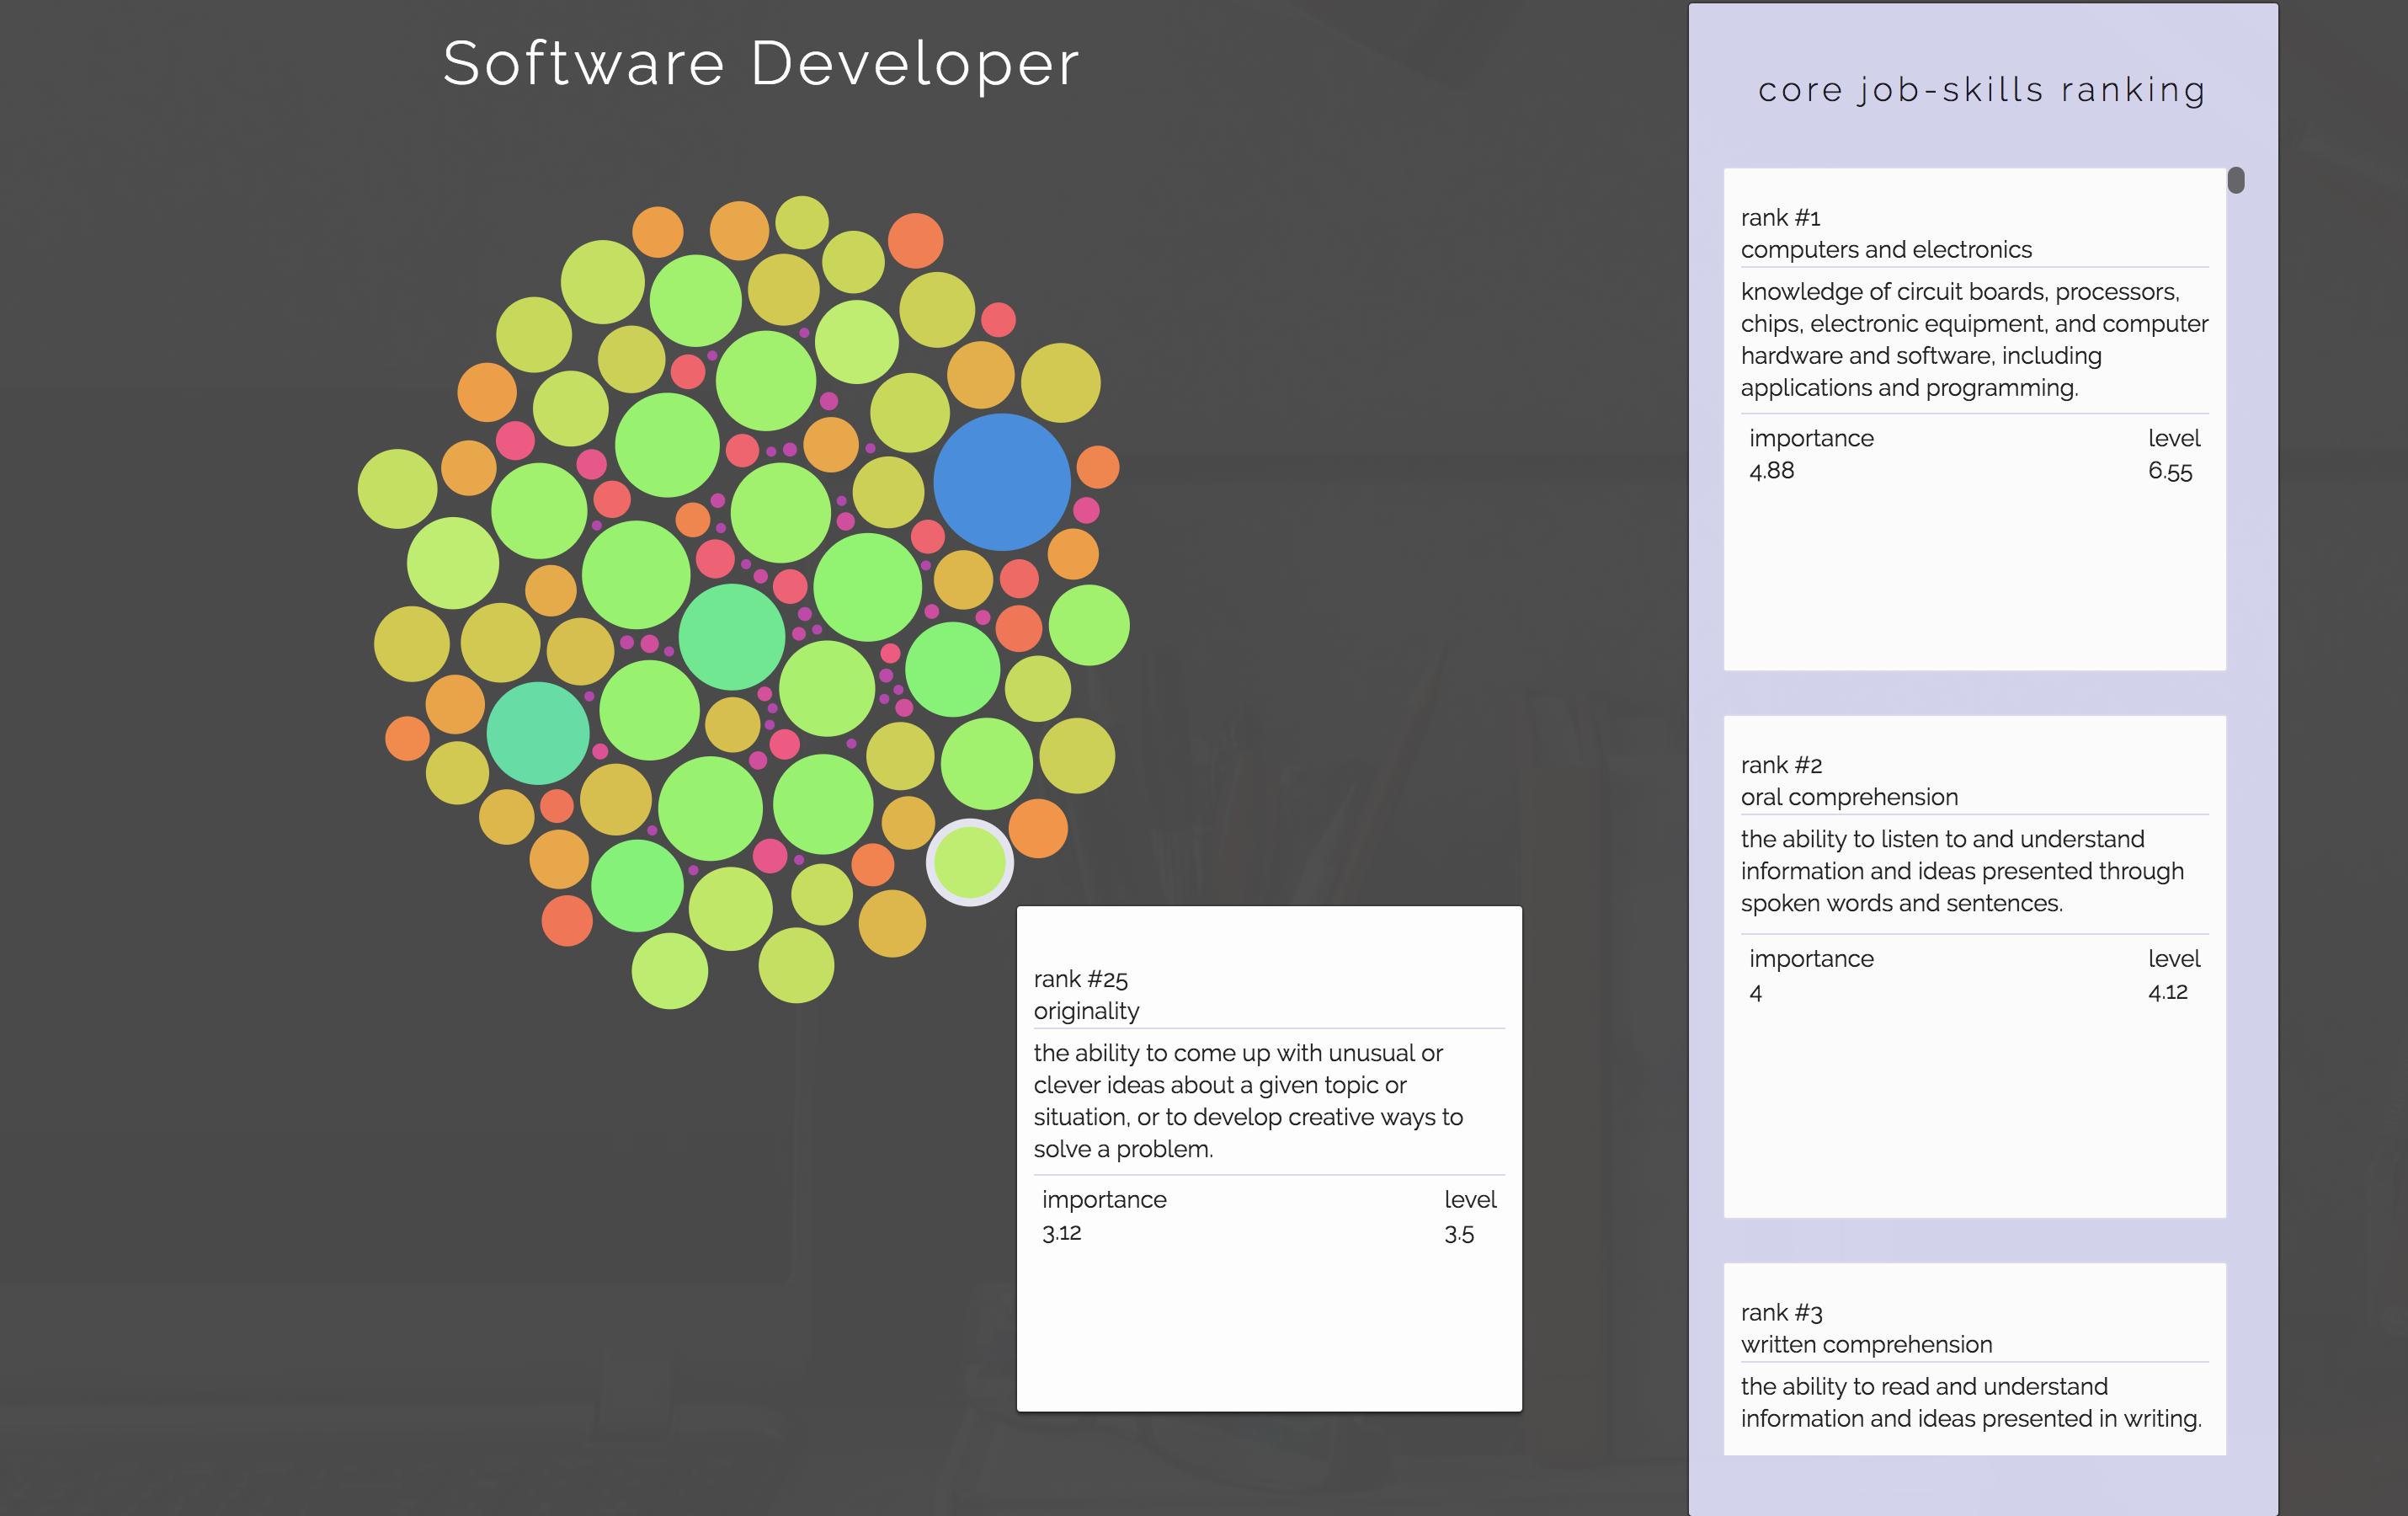 Software Developer
rank #25
originality
the ability to come up with unusual or
clever ideas about a given topic or
situation, or to develop creative ways to
solve a problem.
importance level
3.12 3.5
core job-skills ranking
rank #1
computers and electronics
knowledge of circuit boards, processors,
chips, electronic equipment, and computer
hardware and software, including
applications and programming.
importance level
4.88 6.55
rank #2
oral comprehension
the ability to listen to and understand
information and ideas presented through
spoken words and sentences.
importance level
4 4.12
rank #3
written comprehension
the ability to read and understand
information and ideas presented in writing.